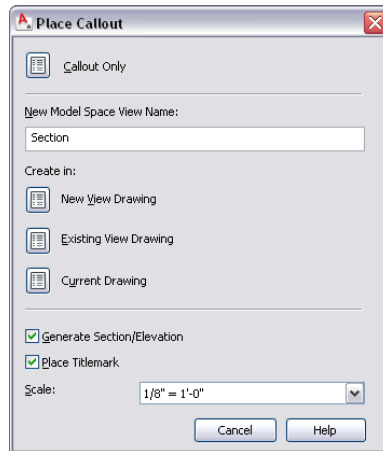 Place Callout
Callout Only
New Model Space View Name:
Section
Create in:
New View Drawing
Existing View Drawing
Current Drawing
Generate Section/Elevation
Place Titlemark
Scale:
1/8" = 1'-0"
Cancel
Help